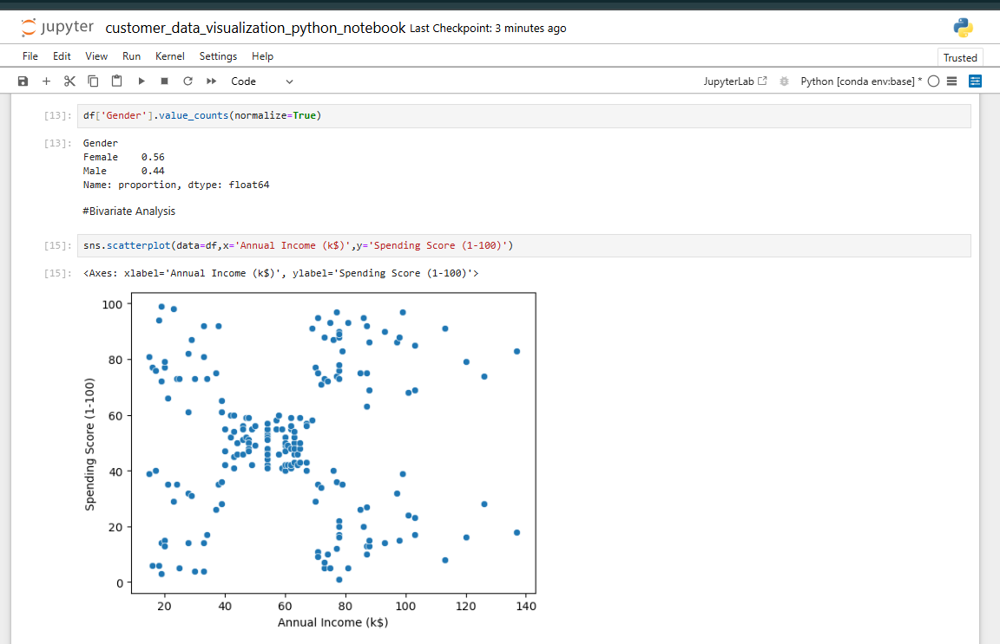 jupyter customer_data_visualization_python_notebook Last Checkpoint: 3 minutes ago
File Edit View Run Kernel Settings Help
Trusted
Code JupyterLab Python [conda env:base] *
[13]: df['Gender'].value_counts(normalize=True)
[13]: Gender
Female 0.56
Male 0.44
Name: proportion, dtype: float64
#Bivariate Analysis
[15]: sns.scatterplot(data=df,x='Annual Income (k$)',y='Spending Score (1-100)')
[15]: <Axes: xlabel='Annual Income (k$)', ylabel='Spending Score (1-100)'>
100
80
60
40
20
0
Spending Score (1-100)
20 40 60 80 100 120 140
Annual Income (k$)